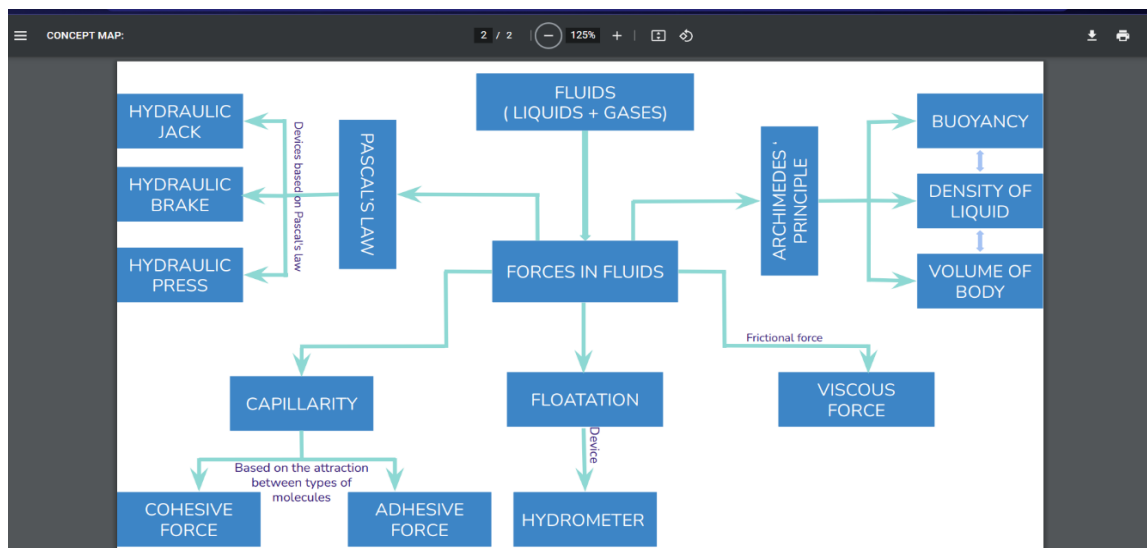 CONCEPT MAP:
2 / 2
125%
FLUIDS
( LIQUIDS + GASES)
HYDRAULIC
JACK
HYDRAULIC
BRAKE
HYDRAULIC
PRESS
Devices based on Pascal's law
PASCAL'S LAW
ARCHIMEDES '
PRINCIPLE
BUOYANCY
DENSITY OF
LIQUID
VOLUME OF
BODY
FORCES IN FLUIDS
Frictional force
CAPILLARITY
FLOATATION
VISCOUS
FORCE
Based on the attraction
between types of
molecules
Device
COHESIVE
FORCE
ADHESIVE
FORCE
HYDROMETER